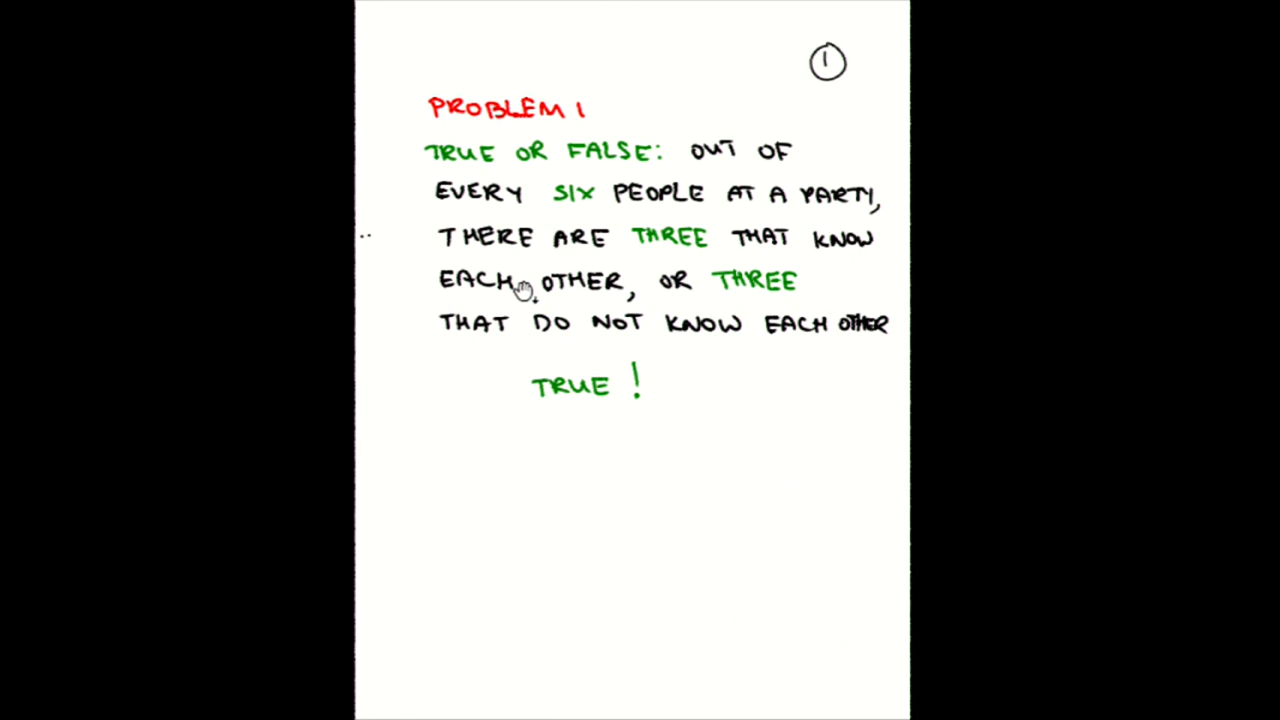 1
PROBLEM 1
TRUE OR FALSE: OUT OF
EVERY SIX PEOPLE AT A PARTY,
THERE ARE THREE THAT KNOW
EACH OTHER, OR THREE
THAT DO NOT KNOW EACH OTHER
TRUE!